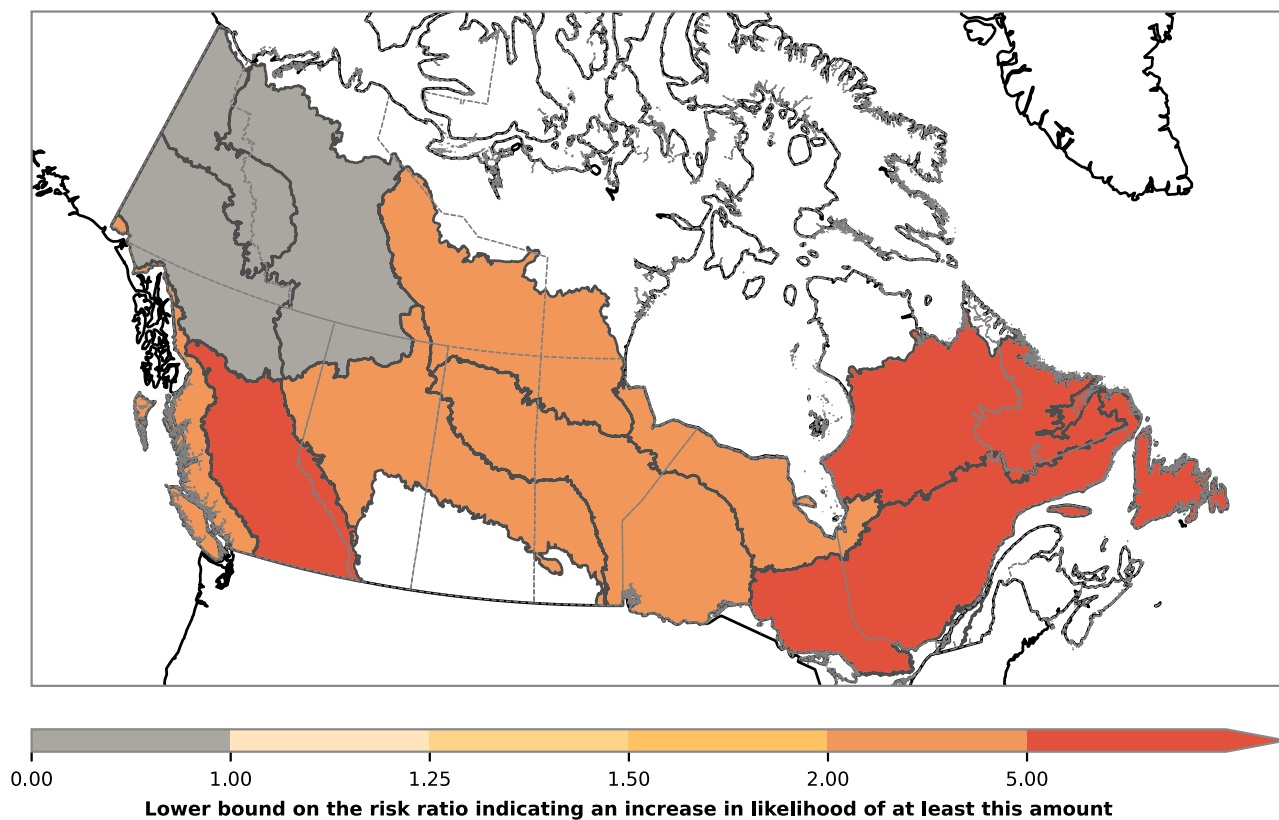 0.00 1.00 1.25 1.50 2.00 5.00
Lower bound on the risk ratio indicating an increase in likelihood of at least this amount